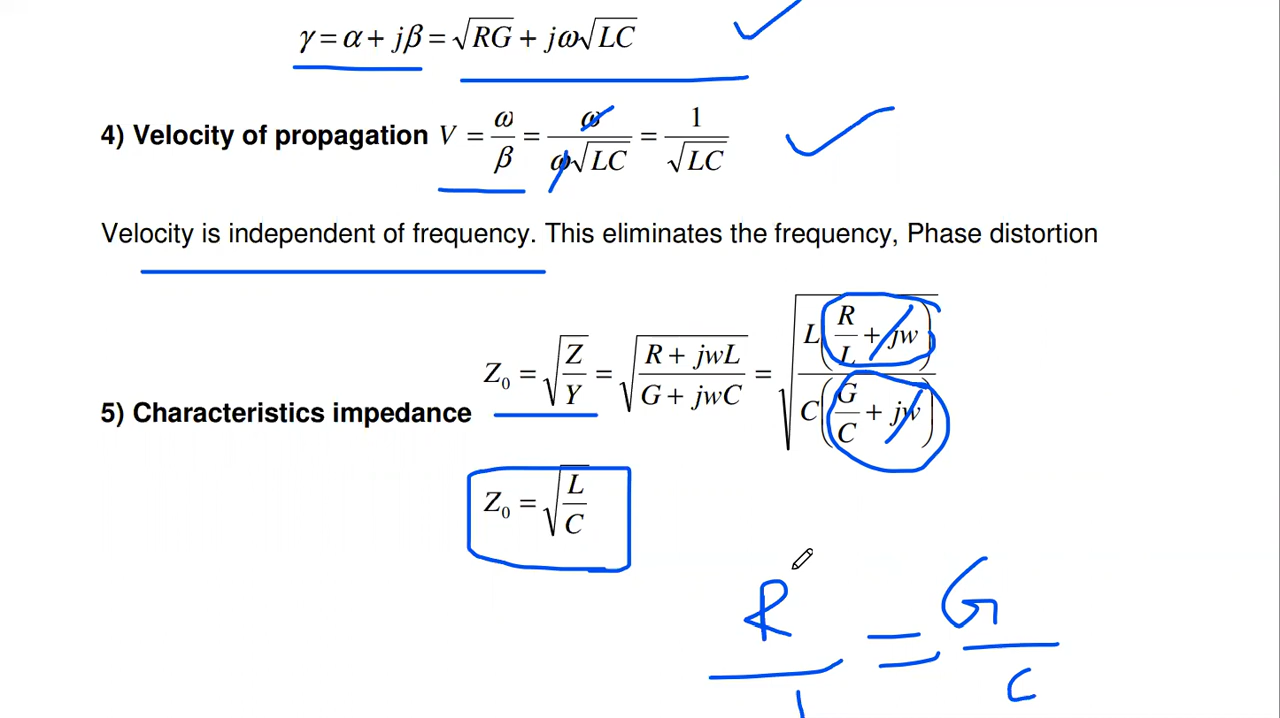 γ = α + jβ = √RG + jω√LC
4) Velocity of propagation V = ω/β = ω/ω√LC = 1/√LC
Velocity is independent of frequency. This eliminates the frequency, Phase distortion
5) Characteristics impedance Z₀ = √(Z/Y) = √((R + jwL)/(G + jwC)) = √(L(R/L + jw)/C(G/C + jw))
Z₀ = √(L/C)
R/L = G/C